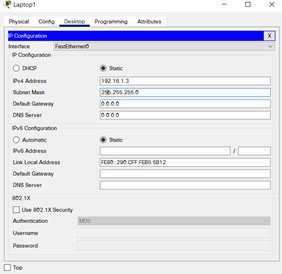 Laptop1
Physical Config Desktop Programming Attributes
IP Configuration X
Interface FastEthernet0
IP Configuration
DHCP Static
IPv4 Address 192.16.1.3
Subnet Mask 255.255.255.0
Default Gateway 0.0.0.0
DNS Server 0.0.0.0
IPv6 Configuration
Automatic Static
IPv6 Address /
Link Local Address FE80::290:CFF:FEB5:5B12
Default Gateway
DNS Server
802.1X
Use 802.1X Security
Authentication MD5
Username
Password
Top